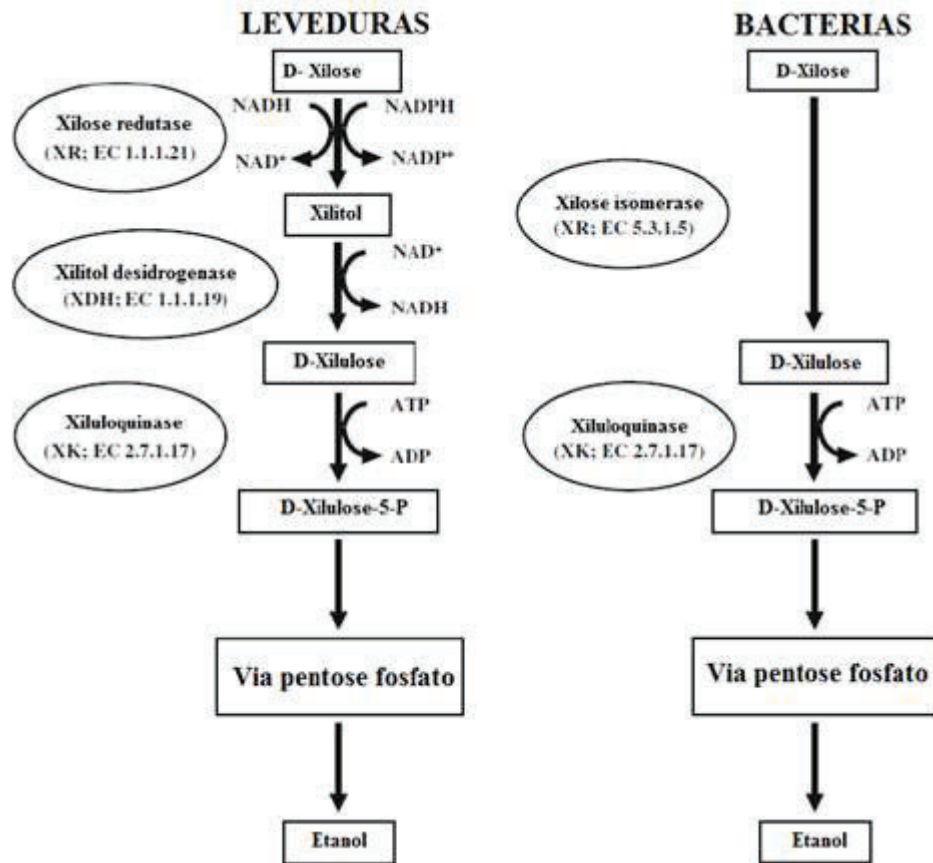 LEVEDURAS
D- Xilose
Xilose redutase
(XR; EC 1.1.1.21)
NADH
NADPH
NAD⁺
NADP⁺
Xilitol
Xilitol desidrogenase
(XDH; EC 1.1.1.19)
NAD⁺
NADH
D-Xilulose
Xiluloquinase
(XK; EC 2.7.1.17)
ATP
ADP
D-Xilulose-5-P
Via pentose fosfato
Etanol
BACTERIAS
D-Xilose
Xilose isomerase
(XR; EC 5.3.1.5)
D-Xilulose
Xiluloquinase
(XK; EC 2.7.1.17)
ATP
ADP
D-Xilulose-5-P
Via pentose fosfato
Etanol